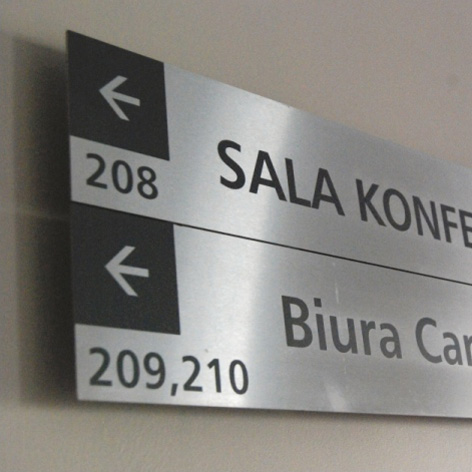 ←
208
SALA KONFE
←
209,210
Biura Car